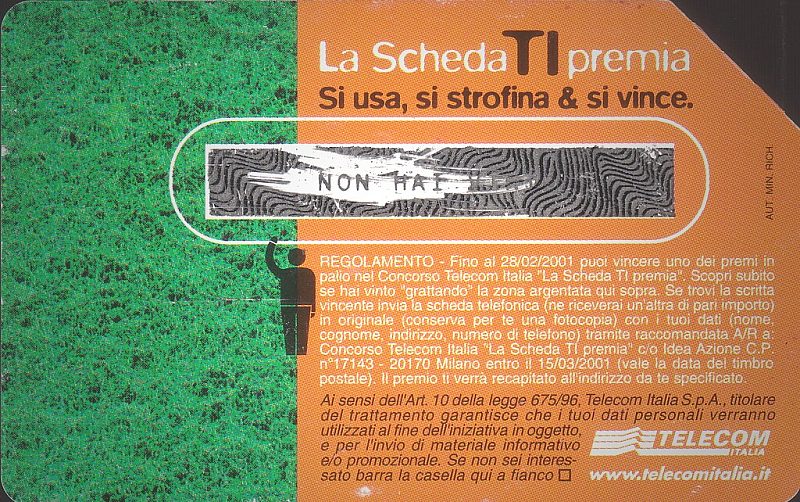 La Scheda TI premia
Si usa, si strofina & si vince.
NON HAI
AUT. MIN. RICH
REGOLAMENTO - Fino al 28/02/2001 puoi vincere uno dei premi in
palio nel Concorso Telecom Italia "La Scheda TI premia". Scopri subito
se hai vinto "grattando" la zona argentata qui sopra. Se trovi la scritta
vincente invia la scheda telefonica (ne riceverai un'altra di pari importo)
in originale (conserva per te una fotocopia) con i tuoi dati (nome,
cognome, indirizzo, numero di telefono) tramite raccomandata A/R a:
Concorso Telecom Italia "La Scheda TI premia" c/o Idea Azione C.P.
n°17143 - 20170 Milano entro il 15/03/2001 (vale la data del timbro
postale). Il premio ti verrà recapitato all'indirizzo da te specificato.
Ai sensi dell'Art. 10 della legge 675/96, Telecom Italia S.p.A., titolare
del trattamento garantisce che i tuoi dati personali verranno
utilizzati al fine dell'iniziativa in oggetto,
e per l'invio di materiale informativo
e/o promozionale. Se non sei interes-
sato barra la casella qui a fianco
TELECOM
ITALIA
www.telecomitalia.it